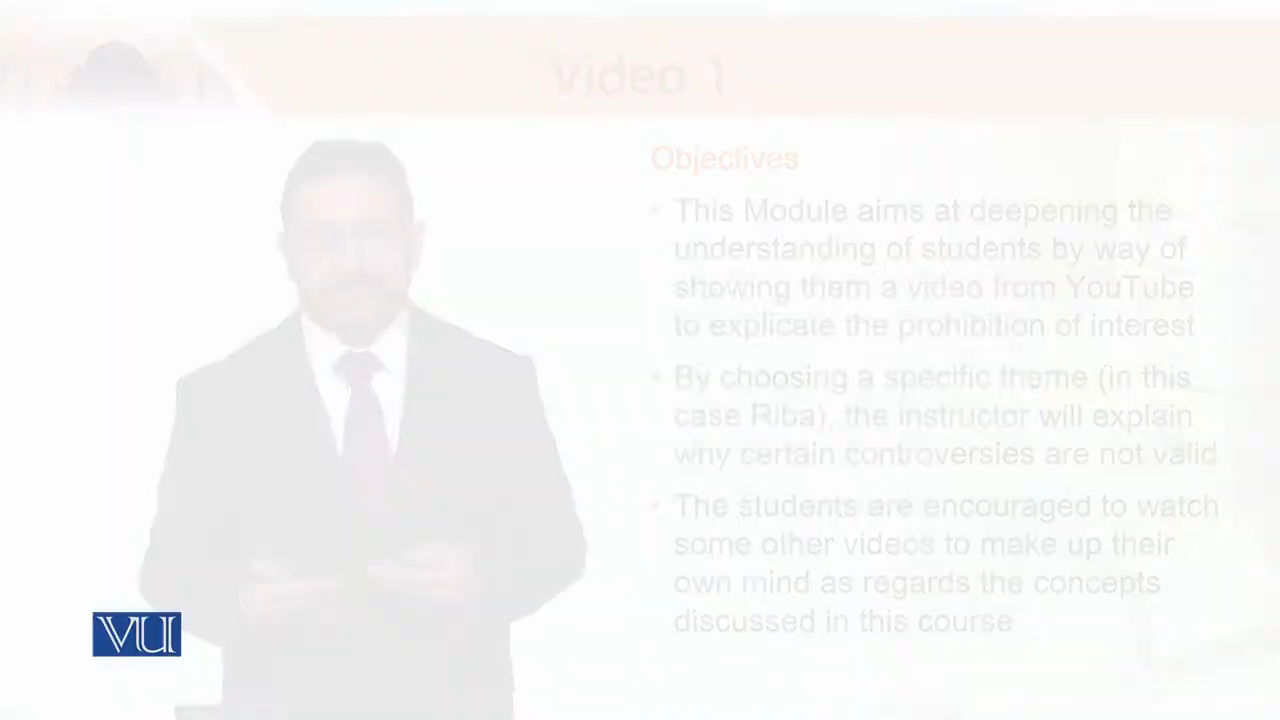 Video 1
Objectives
• This Module aims at deepening the
understanding of students by way of
showing them a video from YouTube
to explicate the prohibition of interest
• By choosing a specific theme (in this
case Riba), the instructor will explain
why certain controversies are not valid
• The students are encouraged to watch
some other videos to make up their
own mind as regards the concepts
discussed in this course
VU